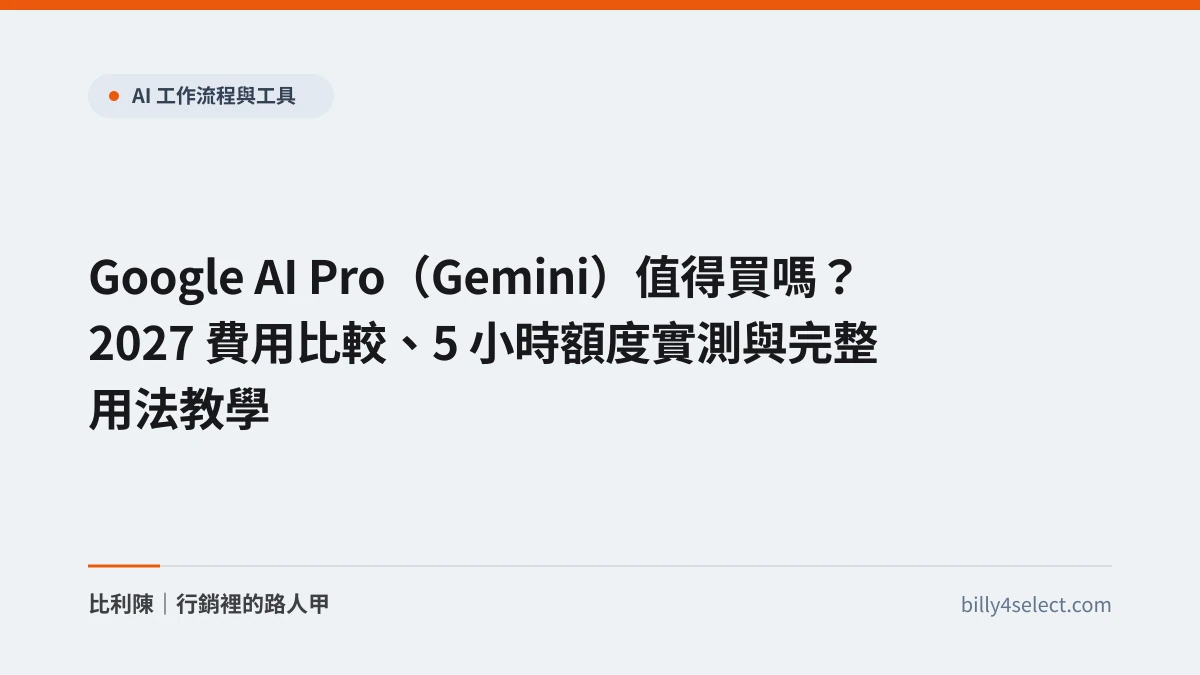 AI 工作流程與工具
Google AI Pro（Gemini）值得買嗎？
2027 費用比較、5 小時額度實測與完整
用法教學
比利陳｜行銷裡的路人甲
billy4select.com